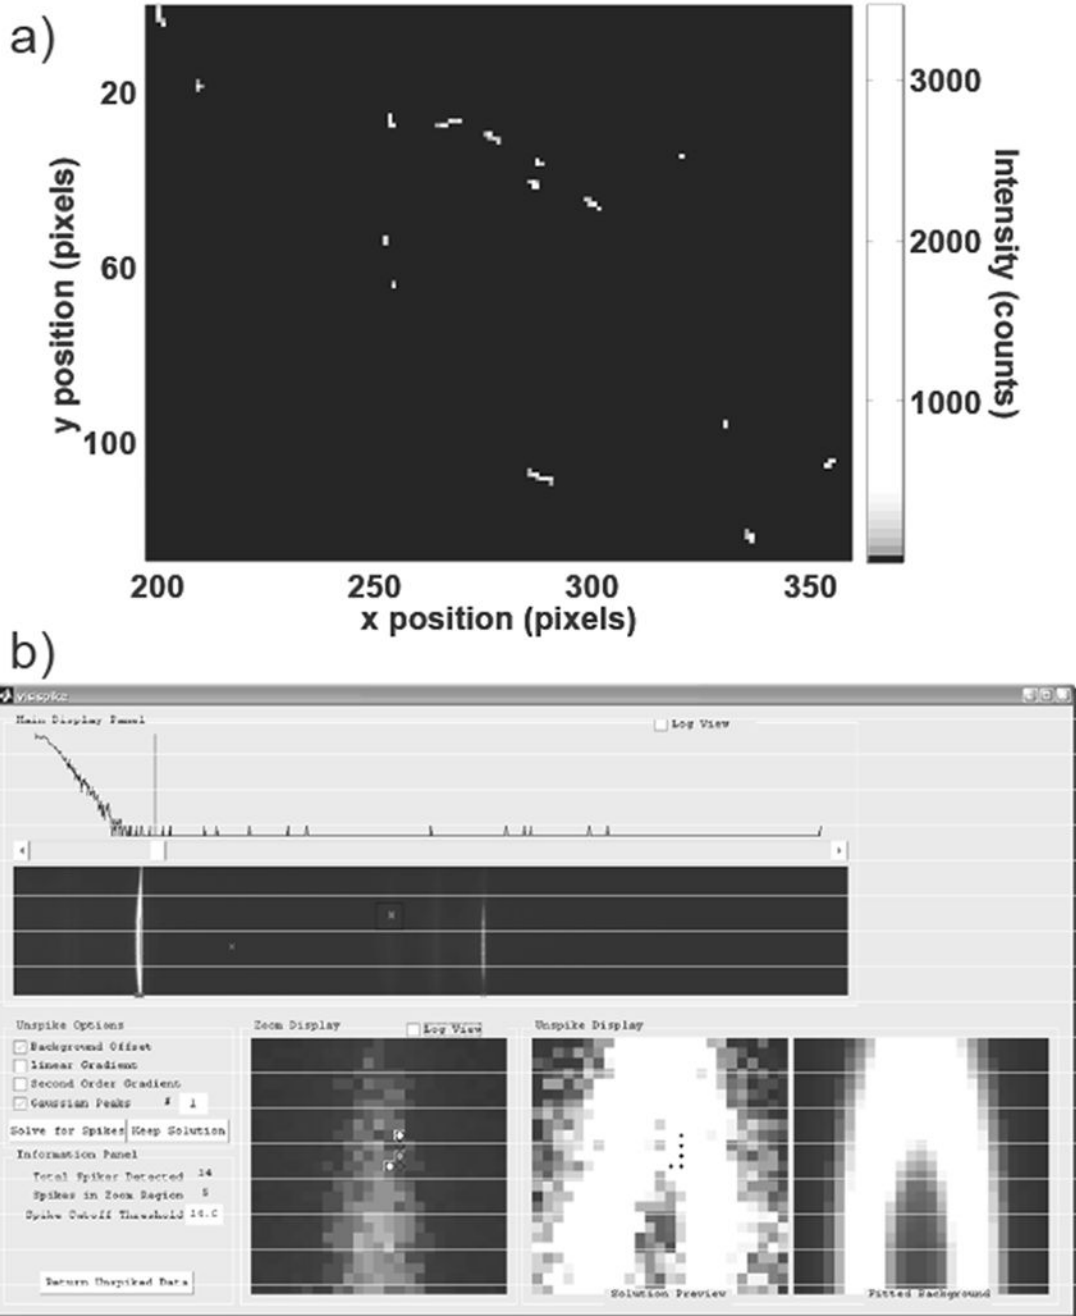 a)
20
60
100
y position (pixels)
200 250 300 350
x position (pixels)
3000
2000
1000
Intensity (counts)
b)
visspike
Main Display Panel
Log View
Unspike Options
Background Offset
Linear Gradient
Second Order Gradient
Gaussian Peaks # 1
Solve for Spikes Keep Solution
Information Panel
Total Spikes Detected 14
Spikes in Zoom Region 5
Spike Cutoff Threshold
Return Unspiked Data
Zoom Display
Log View
Unspike Display
Solution Preview
Fitted Background